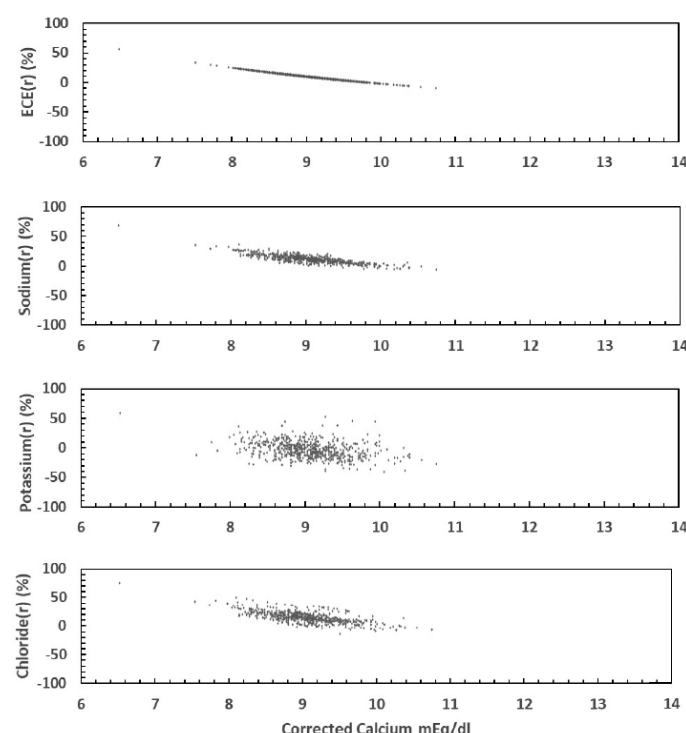 100
50
0
-50
-100
ECE(r) (%)
6 7 8 9 10 11 12 13 14
100
50
0
-50
-100
Sodium(r) (%)
6 7 8 9 10 11 12 13 14
100
50
0
-50
-100
Potassium(r) (%)
6 7 8 9 10 11 12 13 14
100
50
0
-50
-100
Chloride(r) (%)
6 7 8 9 10 11 12 13 14
Corrected Calcium mEq/dl